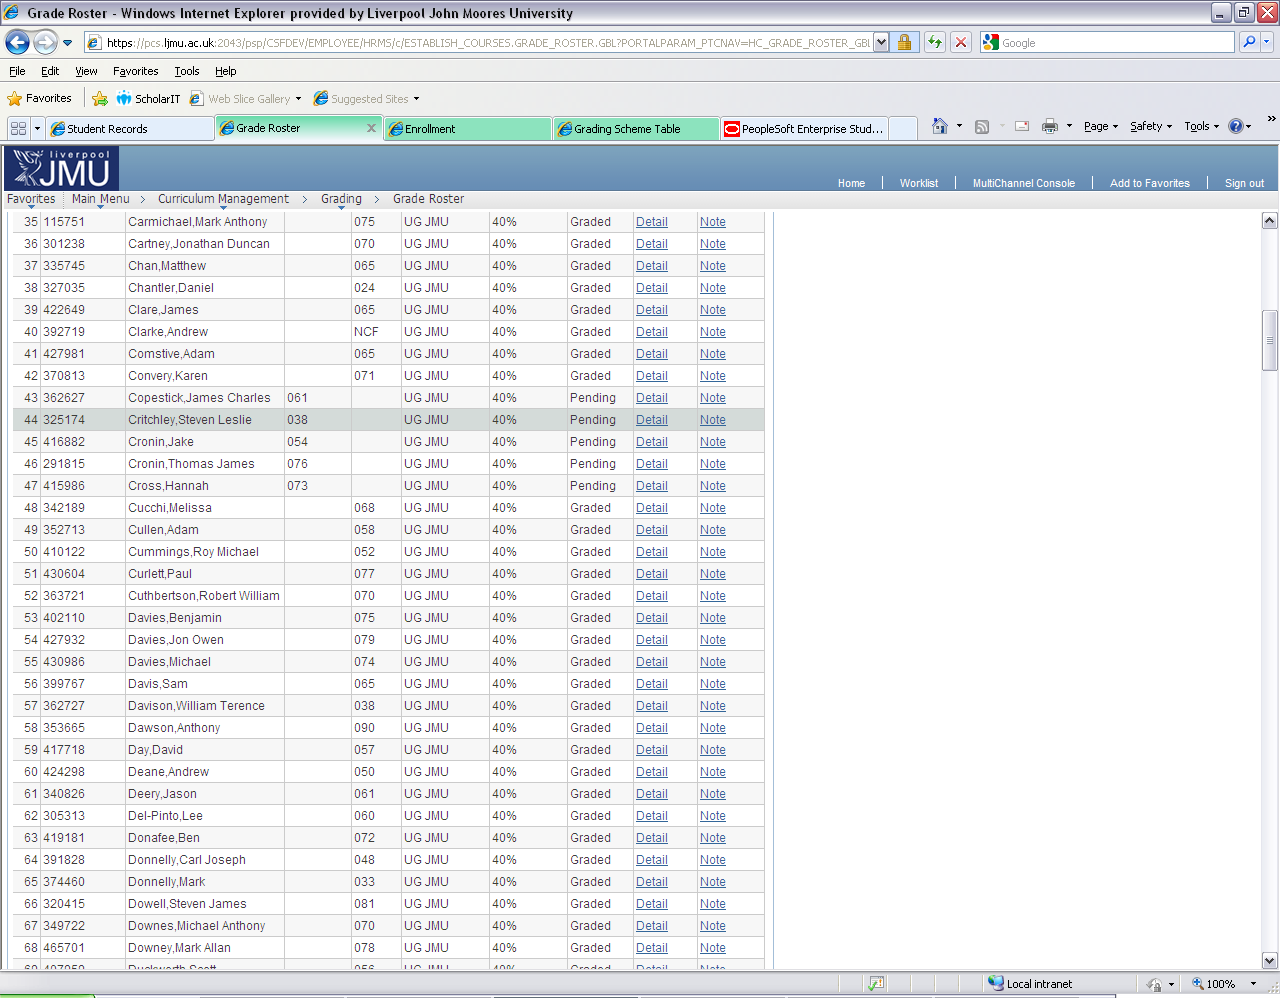 Grade Roster - Windows Internet Explorer provided by Liverpool John Moores University
https://pcs.ljmu.ac.uk:2043/psp/CSFDEV/EMPLOYEE/HRMS/c/ESTABLISH_COURSES.GRADE_ROSTER.GBL?PORTALPARAM_PTCNAV=HC_GRADE_ROSTER_GBL Google
File Edit View Favorites Tools Help
Favorites ScholarIT Web Slice Gallery Suggested Sites
Student Records Grade Roster Enrollment Grading Scheme Table PeopleSoft Enterprise Stud... Page Safety Tools
liverpool
JMU
Home Worklist MultiChannel Console Add to Favorites Sign out
Favorites Main Menu > Curriculum Management > Grading > Grade Roster
35 115751 Carmichael,Mark Anthony 075 UG JMU 40% Graded Detail Note
36 301238 Cartney,Jonathan Duncan 070 UG JMU 40% Graded Detail Note
37 335745 Chan,Matthew 065 UG JMU 40% Graded Detail Note
38 327035 Chantler,Daniel 024 UG JMU 40% Graded Detail Note
39 422649 Clare,James 065 UG JMU 40% Graded Detail Note
40 392719 Clarke,Andrew NCF UG JMU 40% Graded Detail Note
41 427981 Comstive,Adam 065 UG JMU 40% Graded Detail Note
42 370813 Convery,Karen 071 UG JMU 40% Graded Detail Note
43 362627 Copestick,James Charles 061 UG JMU 40% Pending Detail Note
44 325174 Critchley,Steven Leslie 038 UG JMU 40% Pending Detail Note
45 416882 Cronin,Jake 054 UG JMU 40% Pending Detail Note
46 291815 Cronin,Thomas James 076 UG JMU 40% Pending Detail Note
47 415986 Cross,Hannah 073 UG JMU 40% Pending Detail Note
48 342189 Cucchi,Melissa 068 UG JMU 40% Graded Detail Note
49 352713 Cullen,Adam 058 UG JMU 40% Graded Detail Note
50 410122 Cummings,Roy Michael 052 UG JMU 40% Graded Detail Note
51 430604 Curlett,Paul 077 UG JMU 40% Graded Detail Note
52 363721 Cuthbertson,Robert William 070 UG JMU 40% Graded Detail Note
53 402110 Davies,Benjamin 075 UG JMU 40% Graded Detail Note
54 427932 Davies,Jon Owen 079 UG JMU 40% Graded Detail Note
55 430986 Davies,Michael 074 UG JMU 40% Graded Detail Note
56 399767 Davis,Sam 065 UG JMU 40% Graded Detail Note
57 362727 Davison,William Terence 038 UG JMU 40% Graded Detail Note
58 353665 Dawson,Anthony 090 UG JMU 40% Graded Detail Note
59 417718 Day,David 057 UG JMU 40% Graded Detail Note
60 424298 Deane,Andrew 050 UG JMU 40% Graded Detail Note
61 340826 Deery,Jason 061 UG JMU 40% Graded Detail Note
62 305313 Del-Pinto,Lee 060 UG JMU 40% Graded Detail Note
63 419181 Donafee,Ben 072 UG JMU 40% Graded Detail Note
64 391828 Donnelly,Carl Joseph 048 UG JMU 40% Graded Detail Note
65 374460 Donnelly,Mark 033 UG JMU 40% Graded Detail Note
66 320415 Dowell,Steven James 081 UG JMU 40% Graded Detail Note
67 349722 Downes,Michael Anthony 070 UG JMU 40% Graded Detail Note
68 465701 Downey,Mark Allan 078 UG JMU 40% Graded Detail Note
Local intranet 100%